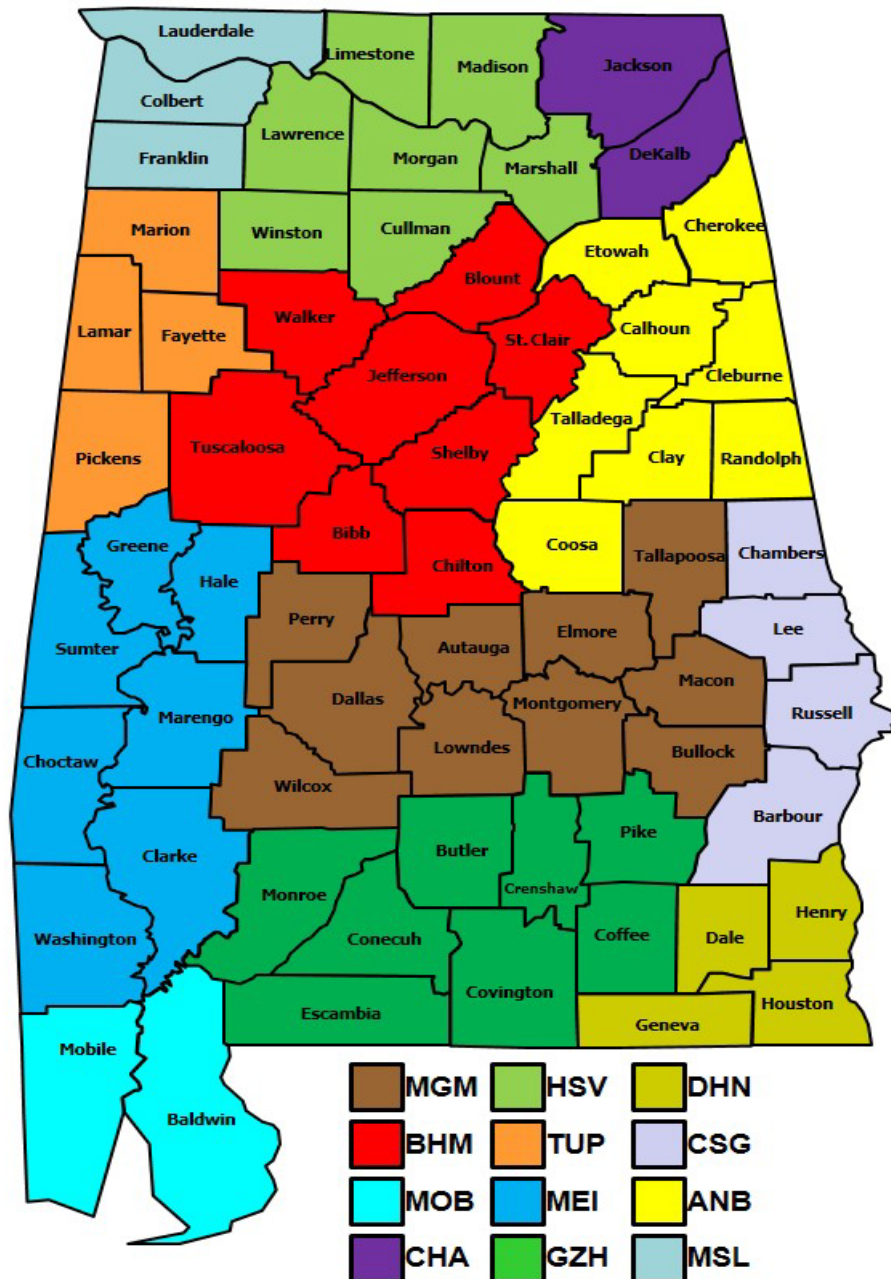 Lauderdale
Limestone
Madison
Jackson
Colbert
Lawrence
Franklin
Morgan
Marshall
DeKalb
Marion
Winston
Cullman
Etowah
Cherokee
Blount
Lamar
Fayette
Walker
St. Clair
Calhoun
Jefferson
Cleburne
Talladega
Pickens
Tuscaloosa
Shelby
Clay
Randolph
Greene
Hale
Bibb
Chilton
Coosa
Tallapoosa
Chambers
Sumter
Perry
Autauga
Elmore
Lee
Marengo
Dallas
Montgomery
Macon
Russell
Choctaw
Lowndes
Bullock
Wilcox
Barbour
Clarke
Butler
Pike
Monroe
Crenshaw
Washington
Conecuh
Coffee
Dale
Henry
Escambia
Covington
Geneva
Houston
Mobile
Baldwin
MGM HSV DHN
BHM TUP CSG
MOB MEI ANB
CHA GZH MSL